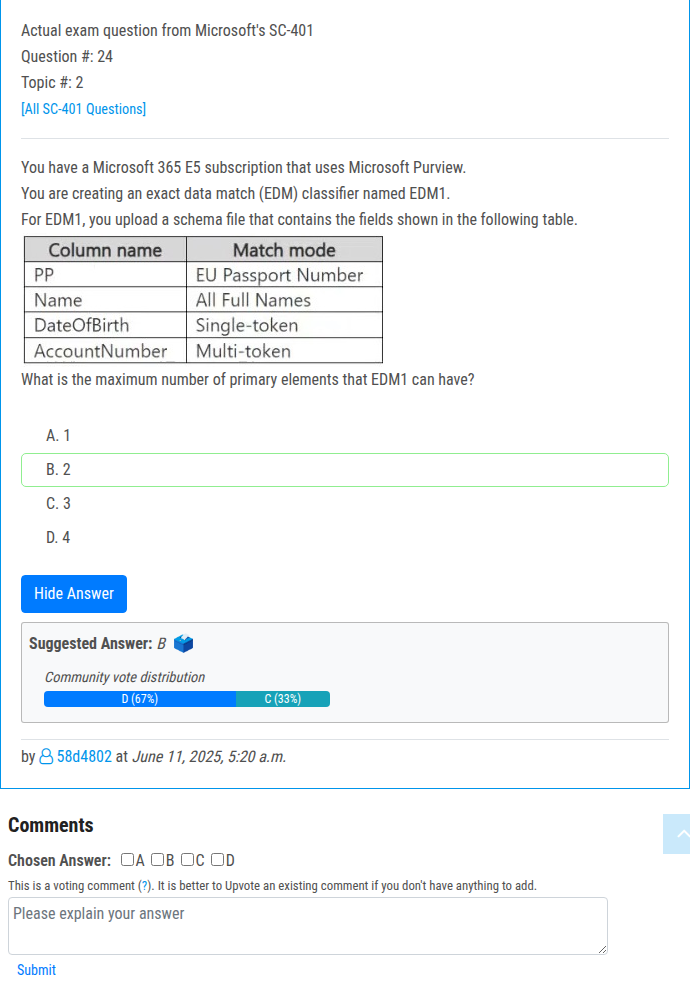 Actual exam question from Microsoft's SC-401
Question #: 24
Topic #: 2
[All SC-401 Questions]
You have a Microsoft 365 E5 subscription that uses Microsoft Purview.
You are creating an exact data match (EDM) classifier named EDM1.
For EDM1, you upload a schema file that contains the fields shown in the following table.
Column name Match mode
PP EU Passport Number
Name All Full Names
DateOfBirth Single-token
AccountNumber Multi-token
What is the maximum number of primary elements that EDM1 can have?
A. 1
B. 2
C. 3
D. 4
Hide Answer
Suggested Answer: B
Community vote distribution
D (67%) C (33%)
by 58d4802 at June 11, 2025, 5:20 a.m.
Comments
Chosen Answer: A B C D
This is a voting comment (?). It is better to Upvote an existing comment if you don't have anything to add.
Please explain your answer
Submit